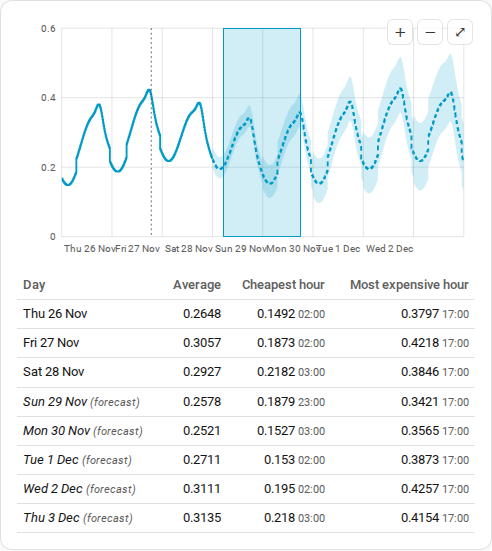 0.6
+ −
0.4
0.2
0
Thu 26 Nov Fri 27 Nov Sat 28 Nov Sun 29 Nov Mon 30 Nov Tue 1 Dec Wed 2 Dec
Day Average Cheapest hour Most expensive hour
Thu 26 Nov 0.2648 0.1492 02:00 0.3797 17:00
Fri 27 Nov 0.3057 0.1873 02:00 0.4218 17:00
Sat 28 Nov 0.2927 0.2182 03:00 0.3846 17:00
Sun 29 Nov (forecast) 0.2578 0.1879 23:00 0.3421 17:00
Mon 30 Nov (forecast) 0.2521 0.1527 03:00 0.3565 17:00
Tue 1 Dec (forecast) 0.2711 0.153 02:00 0.3873 17:00
Wed 2 Dec (forecast) 0.3111 0.195 02:00 0.4257 17:00
Thu 3 Dec (forecast) 0.3135 0.218 03:00 0.4154 17:00